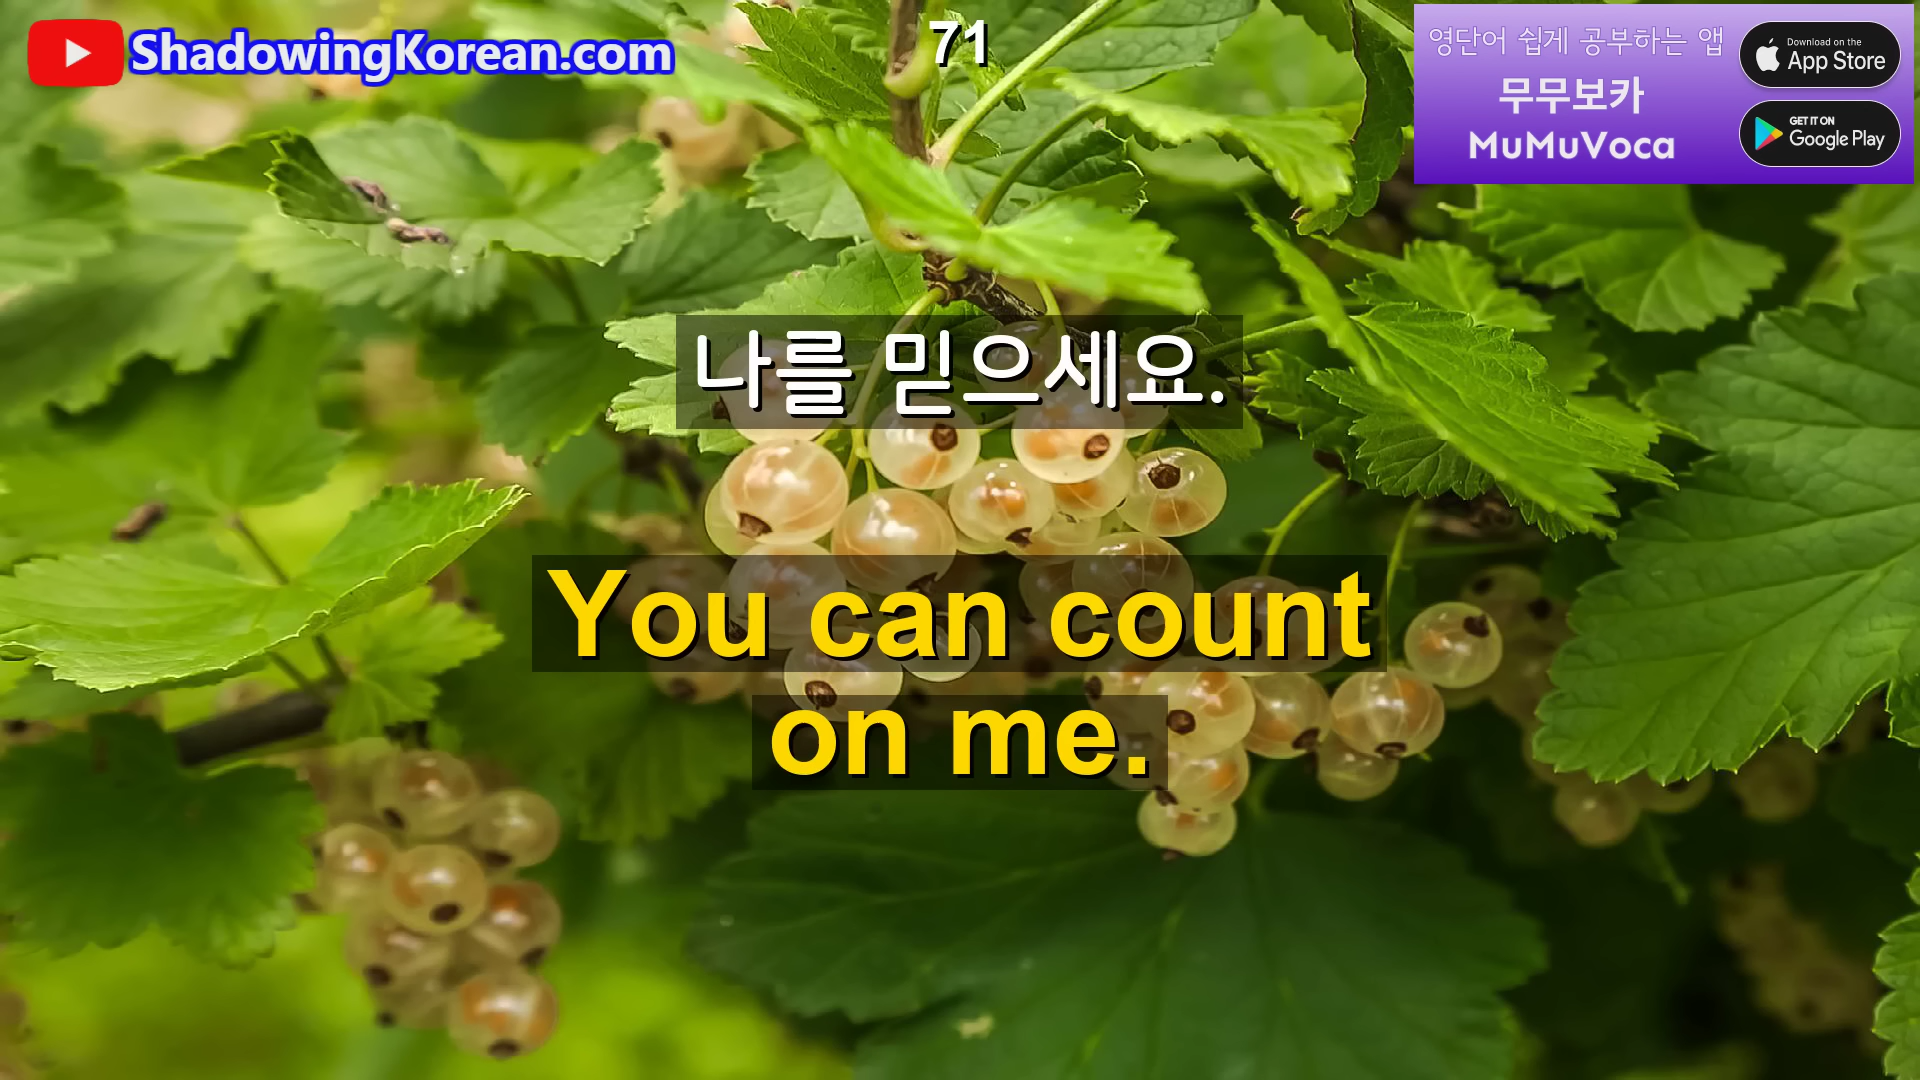 ShadowingKorean.com
71
영단어 쉽게 공부하는 앱
무무보카
MuMuVoca
Download on the
App Store
GET IT ON
Google Play
나를 믿으세요.
You can count
on me.